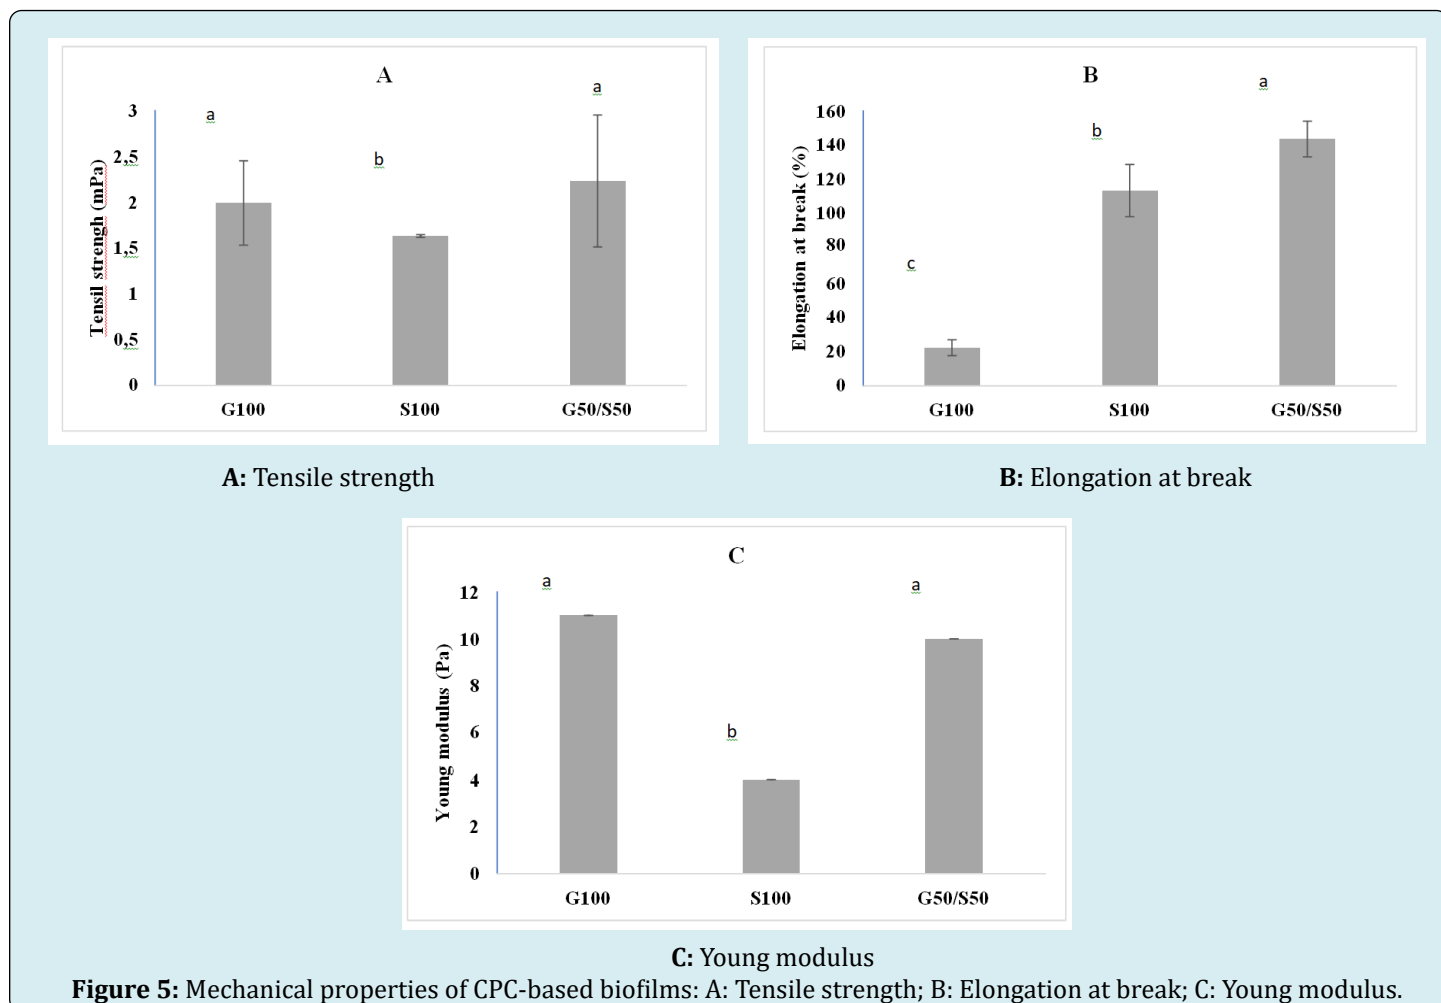 A
a
a
b
3
2,5
2
1,5
1
0,5
0
Tensil strengh (mPa)
G100 S100 G50/S50
A: Tensile strength
B
a
b
c
160
140
120
100
80
60
40
20
0
Elongation at break (%)
G100 S100 G50/S50
B: Elongation at break
C
a
a
b
12
10
8
6
4
2
0
Young modulus (Pa)
G100 S100 G50/S50
C: Young modulus
Figure 5: Mechanical properties of CPC-based biofilms: A: Tensile strength; B: Elongation at break; C: Young modulus.